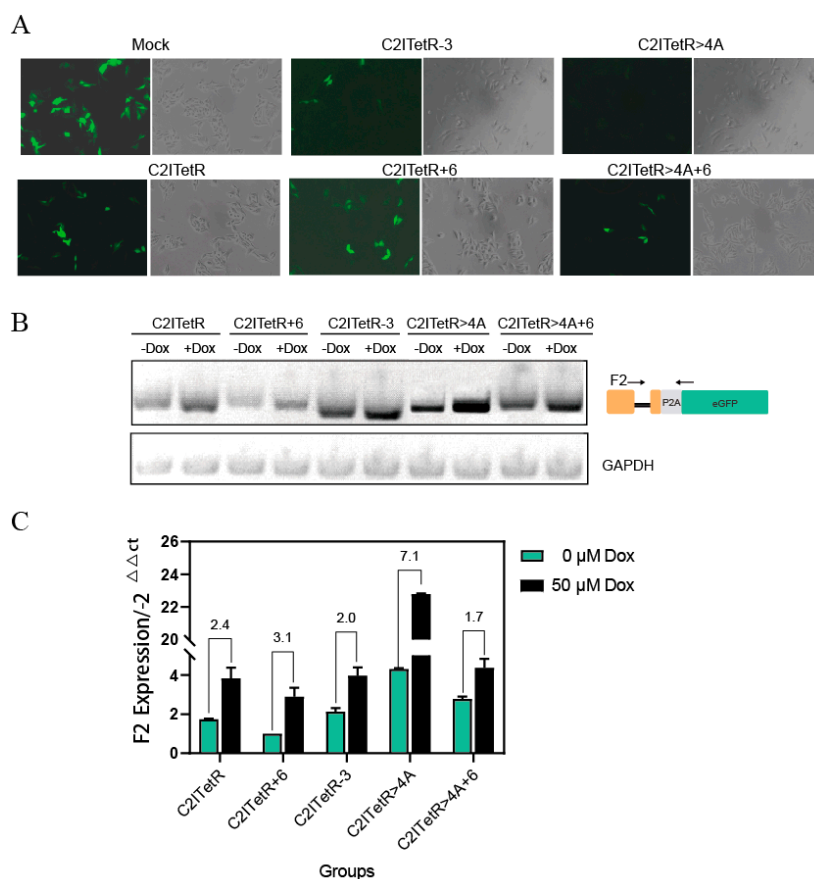 A
Mock
C2ITetR-3
C2ITetR>4A
C2ITetR
C2ITetR+6
C2ITetR>4A+6
B
C2ITetR C2ITetR+6 C2ITetR-3 C2ITetR>4A C2ITetR>4A+6
-Dox +Dox -Dox +Dox -Dox +Dox -Dox +Dox -Dox +Dox
F2
P2A
eGFP
GAPDH
C
F2 Expression/-2 △△ct
26
24
22
20
4
2
0
2.4
3.1
2.0
7.1
1.7
0 μM Dox
50 μM Dox
C2ITetR
C2ITetR+6
C2ITetR-3
C2ITetR>4A
C2ITetR>4A+6
Groups